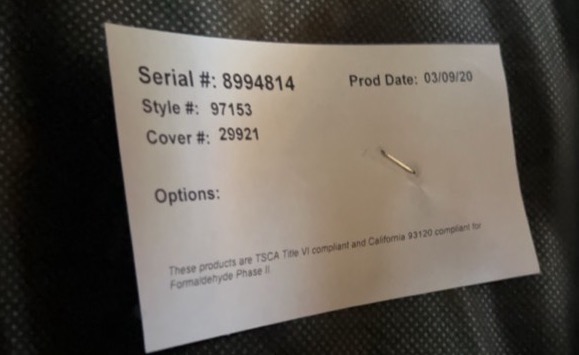 Serial #: 8994814 Prod Date: 03/09/20
Style #: 97153
Cover #: 29921
Options:
These products are TSCA Title VI compliant and California 93120 compliant for
Formaldehyde Phase II